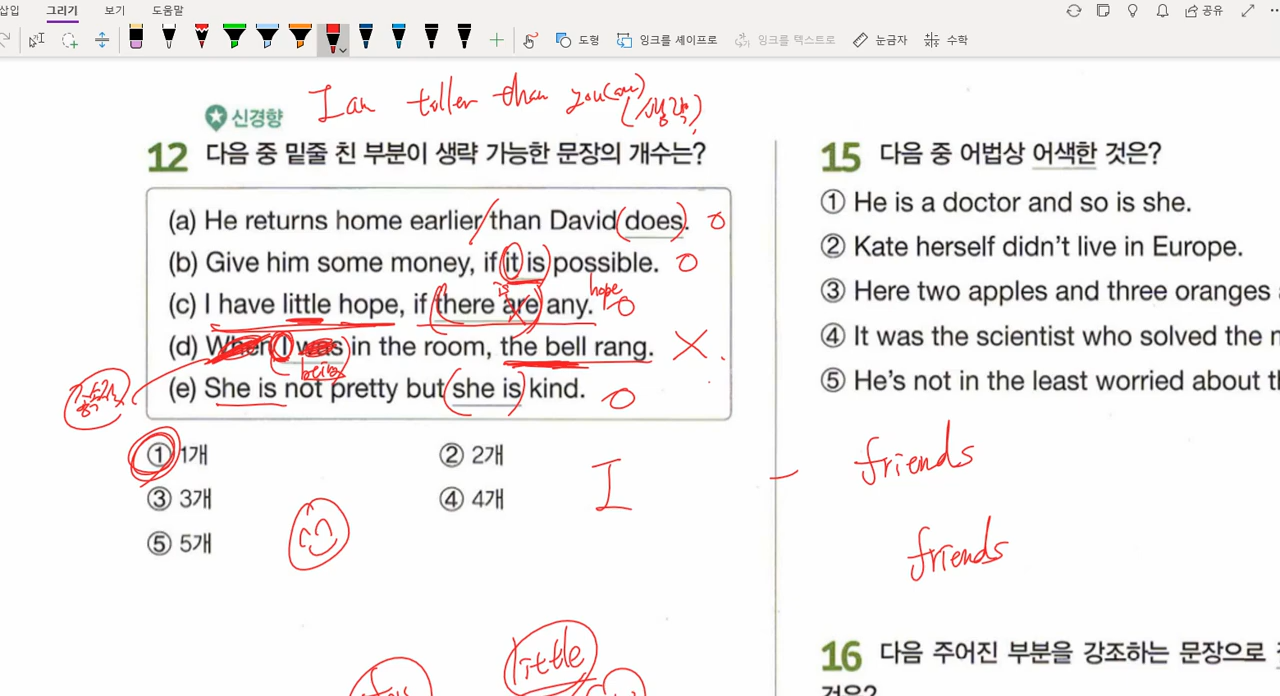 삽입 그리기 보기 도움말 공유
도형 잉크를 셰이프로 잉크를 텍스트로 눈금자 수학
I am taller than you (are)
(생략)
신경향
12 다음 중 밑줄 친 부분이 생략 가능한 문장의 개수는?
(a) He returns home earlier than David (does). O
(b) Give him some money, if it is possible. O
is hope
(c) I have little hope, if there are any. O
(d) When I was in the room, the bell rang. X
being
(e) She is not pretty but she is kind. O
① 1개 ② 2개
③ 3개 ④ 4개
⑤ 5개
I
little
15 다음 중 어법상 어색한 것은?
① He is a doctor and so is she.
② Kate herself didn't live in Europe.
③ Here two apples and three oranges
④ It was the scientist who solved the
⑤ He's not in the least worried about
friends
friends
16 다음 주어진 부분을 강조하는 문장으로
것은?